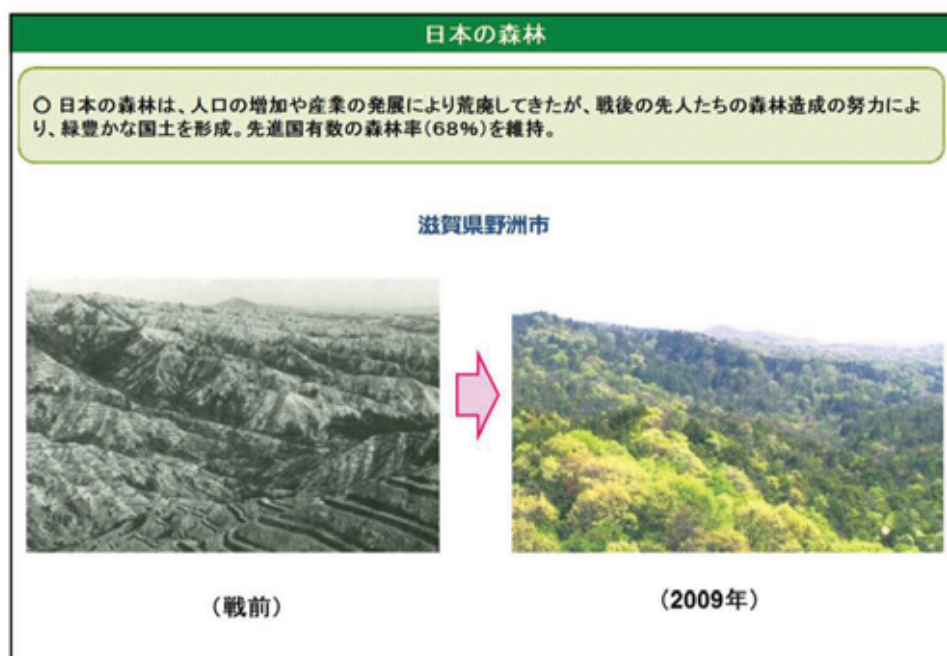 日本の森林
○ 日本の森林は、人口の増加や産業の発展により荒廃してきたが、戦後の先人たちの森林造成の努力によ
り、緑豊かな国土を形成。先進国有数の森林率(68%)を維持。
滋賀県野洲市
(戦前)
(2009年)